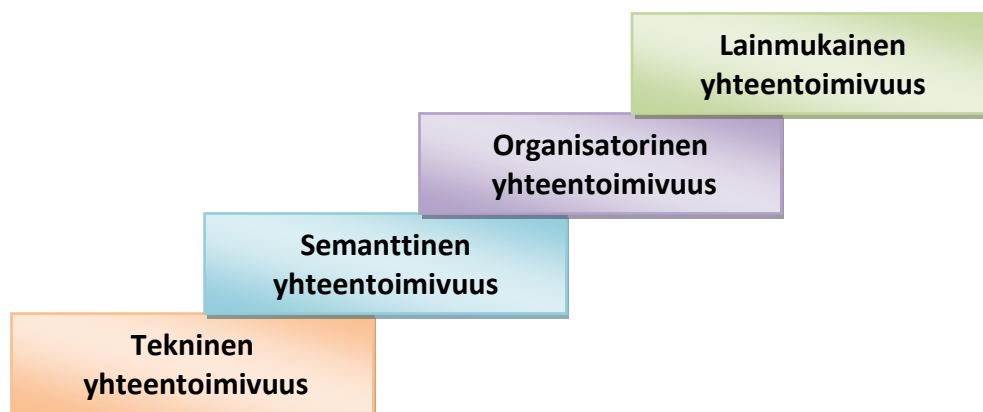 Lainmukainen
yhteentoimivuus
Organisatorinen
yhteentoimivuus
Semanttinen
yhteentoimivuus
Tekninen
yhteentoimivuus